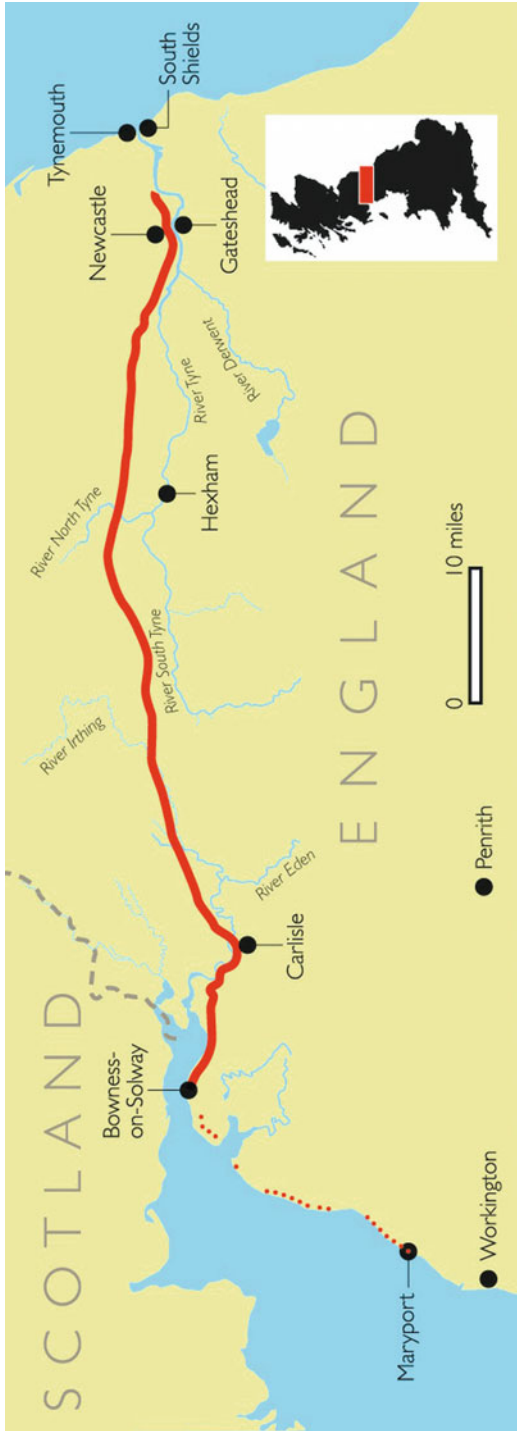 SCOTLAND
Tynemouth
South
Shields
Newcastle
Gateshead
River North Tyne
River Tyne
River Derwent
Hexham
River Irthing
River South Tyne
ENGLAND
Bowness-
on-Solway
Carlisle
River Eden
0 10 miles
Penrith
Maryport
Workington